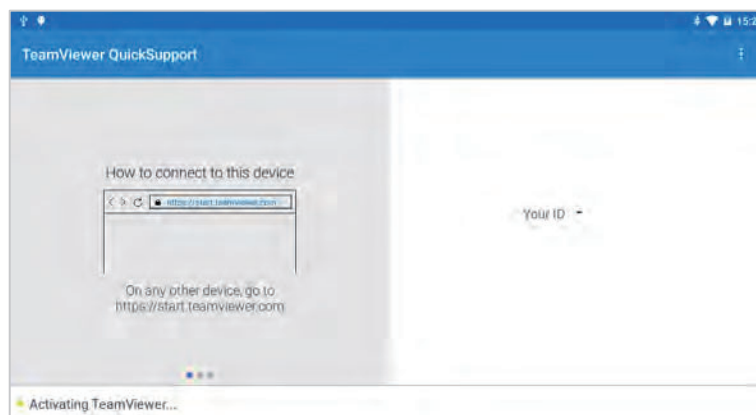 TeamViewer QuickSupport
How to connect to this device
https://start.teamviewer.com
On any other device, go to
https://start.teamviewer.com
Your ID -
Activating TeamViewer...